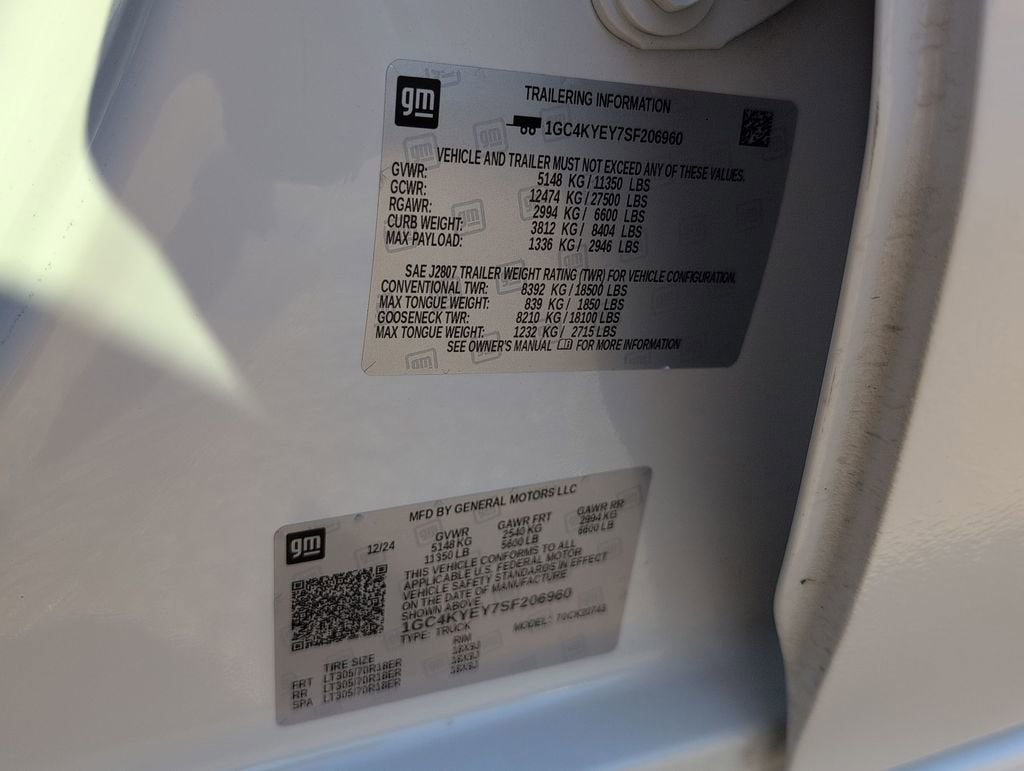 gm
TRAILERING INFORMATION
1GC4KYEY7SF206960
VEHICLE AND TRAILER MUST NOT EXCEED ANY OF THESE VALUES.
GVWR: 5148 KG / 11350 LBS
GCWR: 12474 KG / 27500 LBS
RGAWR: 2994 KG / 6600 LBS
CURB WEIGHT: 3812 KG / 8404 LBS
MAX PAYLOAD: 1336 KG / 2946 LBS
SAE J2807 TRAILER WEIGHT RATING (TWR) FOR VEHICLE CONFIGURATION.
CONVENTIONAL TWR: 8392 KG / 18500 LBS
MAX TONGUE WEIGHT: 839 KG / 1850 LBS
GOOSENECK TWR: 8210 KG / 18100 LBS
MAX TONGUE WEIGHT: 1232 KG / 2715 LBS
SEE OWNER'S MANUAL FOR MORE INFORMATION
gm
MFD BY GENERAL MOTORS LLC
12/24
GVWR GAWR FRT GAWR RR
5148 KG 2540 KG 2994 KG
11350 LB 5600 LB 6600 LB
THIS VEHICLE CONFORMS TO ALL
APPLICABLE U.S. FEDERAL MOTOR
VEHICLE SAFETY STANDARDS IN EFFECT
ON THE DATE OF MANUFACTURE
SHOWN ABOVE.
1GC4KYEY7SF206960
TYPE: TRUCK MODEL:
TIRE SIZE RIM
FRT LT305/70R18ER
RR LT305/70R18ER
SPA LT305/70R18ER